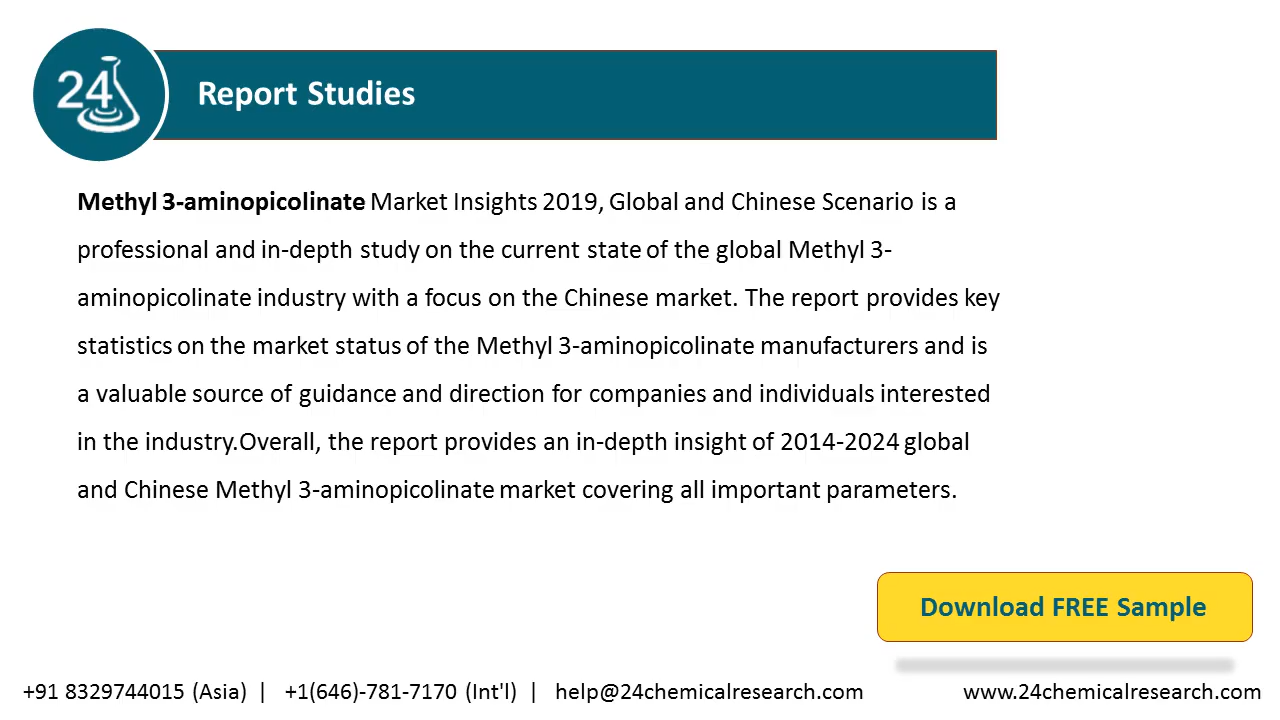 24
Report Studies
Methyl 3-aminopicolinate Market Insights 2019, Global and Chinese Scenario is a
professional and in-depth study on the current state of the global Methyl 3-
aminopicolinate industry with a focus on the Chinese market. The report provides key
statistics on the market status of the Methyl 3-aminopicolinate manufacturers and is
a valuable source of guidance and direction for companies and individuals interested
in the industry.Overall, the report provides an in-depth insight of 2014-2024 global
and Chinese Methyl 3-aminopicolinate market covering all important parameters.
Download FREE Sample
+91 8329744015 (Asia) | +1(646)-781-7170 (Int'l) | help@24chemicalresearch.com www.24chemicalresearch.com